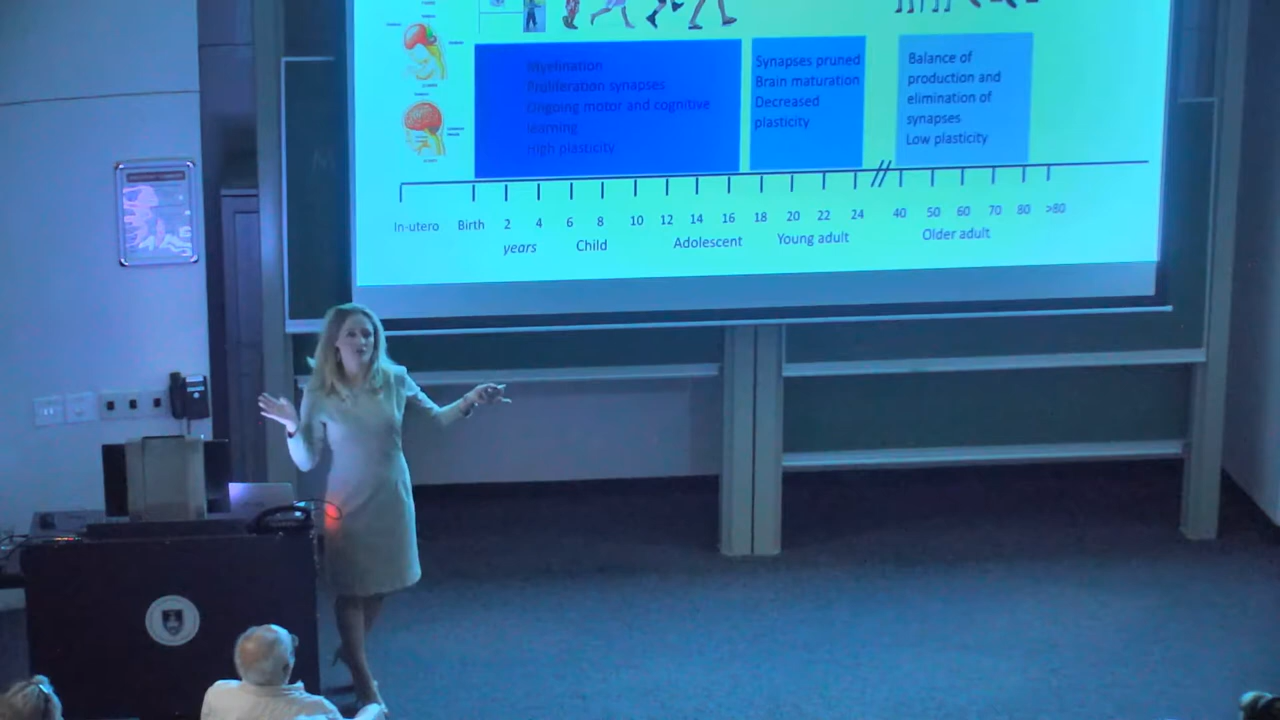 Myelination
Proliferation synapses
Ongoing motor and cognitive
learning
High plasticity
Synapses pruned
Brain maturation
Decreased
plasticity
Balance of
production and
elimination of
synapses
Low plasticity
In-utero Birth 2 4 6 8 10 12 14 16 18 20 22 24 40 50 60 70 80 >80
years Child Adolescent Young adult Older adult